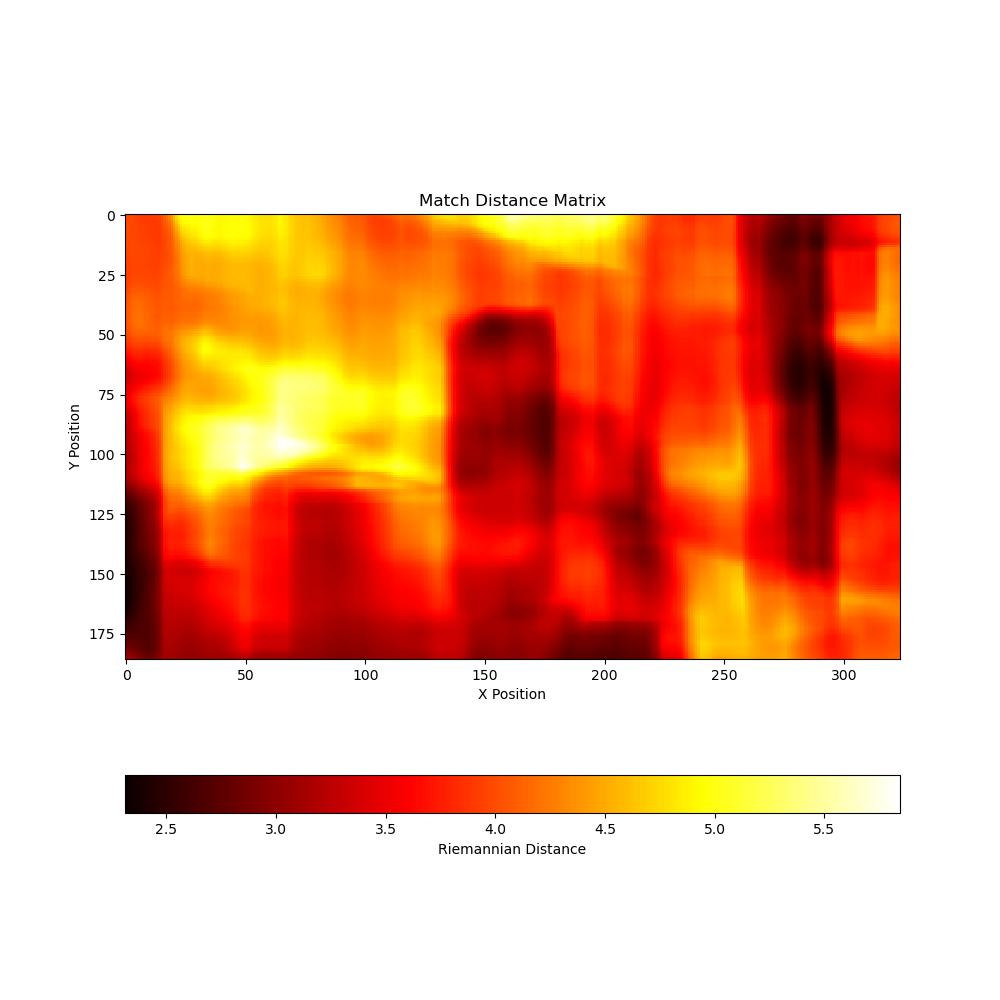 Match Distance Matrix
0
25
50
75
100
125
150
175
Y Position
0 50 100 150 200 250 300
X Position
2.5 3.0 3.5 4.0 4.5 5.0 5.5
Riemannian Distance